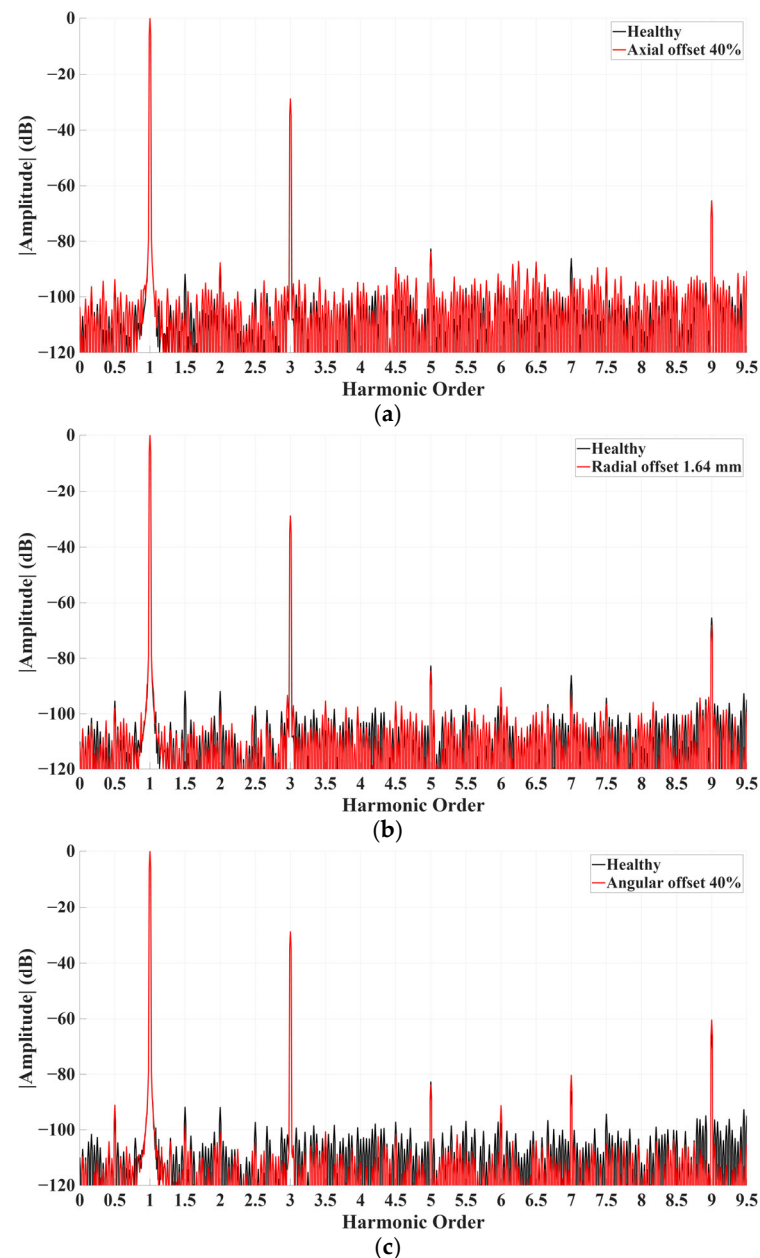 0
−20
−40
−60
−80
−100
−120
|Amplitude| (dB)
Healthy
Axial offset 40%
0 0.5 1 1.5 2 2.5 3 3.5 4 4.5 5 5.5 6 6.5 7 7.5 8 8.5 9 9.5
Harmonic Order
(a)
0
−20
−40
−60
−80
−100
−120
|Amplitude| (dB)
Healthy
Radial offset 1.64 mm
0 0.5 1 1.5 2 2.5 3 3.5 4 4.5 5 5.5 6 6.5 7 7.5 8 8.5 9 9.5
Harmonic Order
(b)
0
−20
−40
−60
−80
−100
−120
|Amplitude| (dB)
Healthy
Angular offset 40%
0 0.5 1 1.5 2 2.5 3 3.5 4 4.5 5 5.5 6 6.5 7 7.5 8 8.5 9 9.5
Harmonic Order
(c)